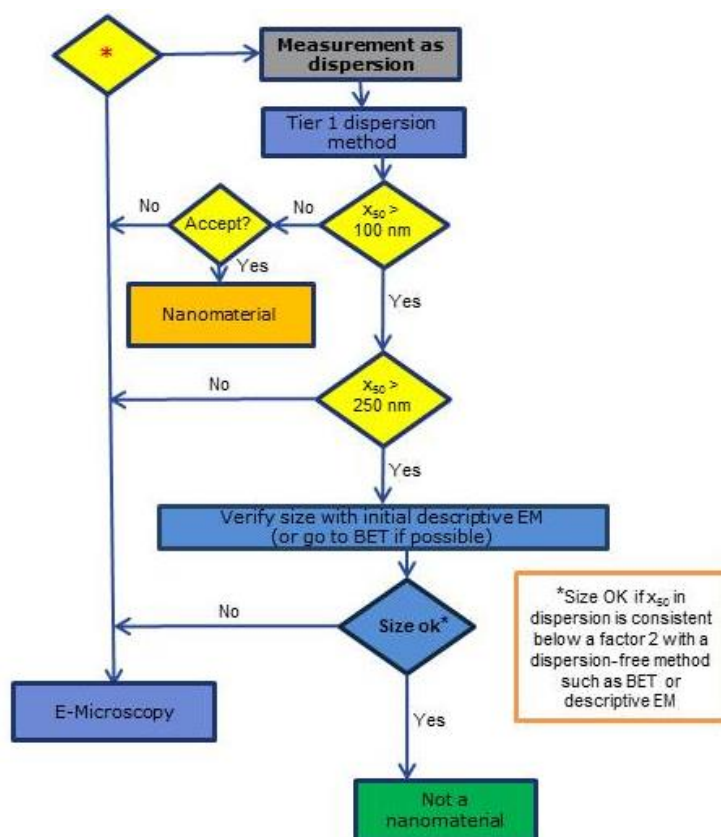 *
Measurement as
dispersion
Tier 1 dispersion
method
No
Accept?
No
x₅₀ >
100 nm
Yes
Nanomaterial
Yes
No
x₅₀ >
250 nm
Yes
Verify size with initial descriptive EM
(or go to BET if possible)
No
Size ok*
*Size OK if x₅₀ in
dispersion is consistent
below a factor 2 with a
dispersion-free method
such as BET or
descriptive EM
E-Microscopy
Yes
Not a
nanomaterial